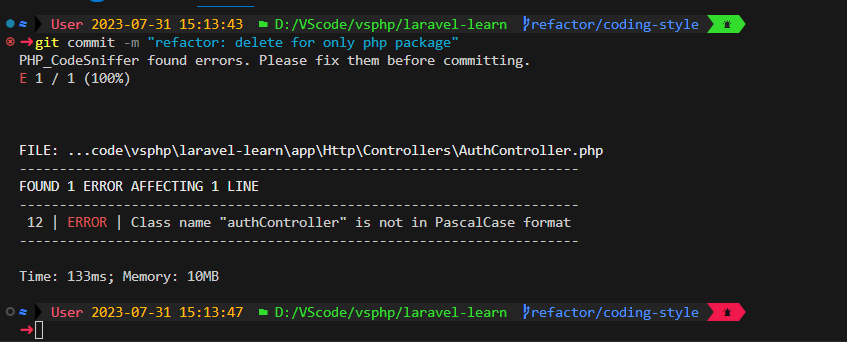 User 2023-07-31 15:13:43 D:/VScode/vsphp/laravel-learn refactor/coding-style
git commit -m "refactor: delete for only php package"
PHP_CodeSniffer found errors. Please fix them before committing.
E 1 / 1 (100%)
FILE: ...code\vsphp\laravel-learn\app\Http\Controllers\AuthController.php
----------------------------------------------------------------------
FOUND 1 ERROR AFFECTING 1 LINE
----------------------------------------------------------------------
12 | ERROR | Class name "authController" is not in PascalCase format
----------------------------------------------------------------------
Time: 133ms; Memory: 10MB
User 2023-07-31 15:13:47 D:/VScode/vsphp/laravel-learn refactor/coding-style